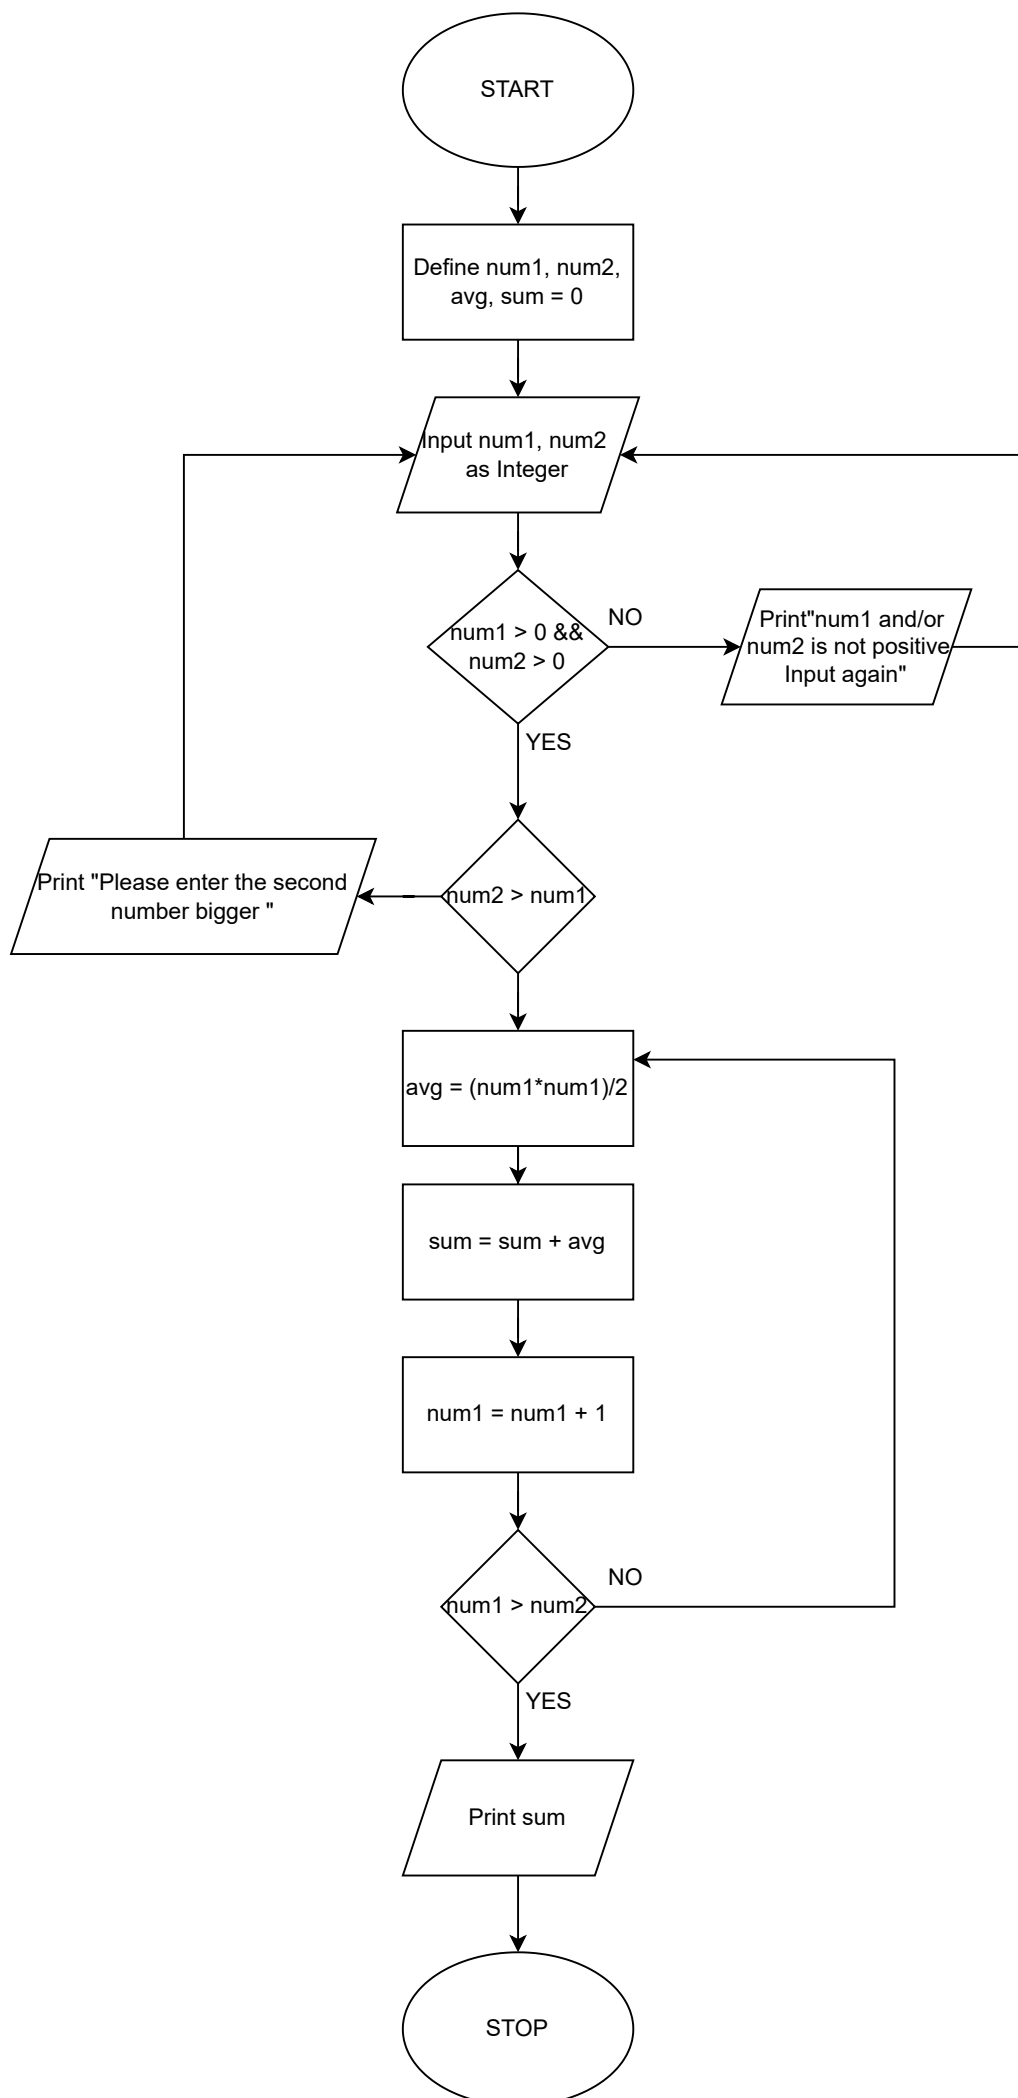 START
Define num1, num2,
avg, sum = 0
Input num1, num2
as Integer
num1 > 0 &&
num2 > 0
NO
Print"num1 and/or
num2 is not positive
Input again"
YES
Print "Please enter the second
number bigger "
num2 > num1
avg = (num1*num1)/2
sum = sum + avg
num1 = num1 + 1
num1 > num2
NO
YES
Print sum
STOP